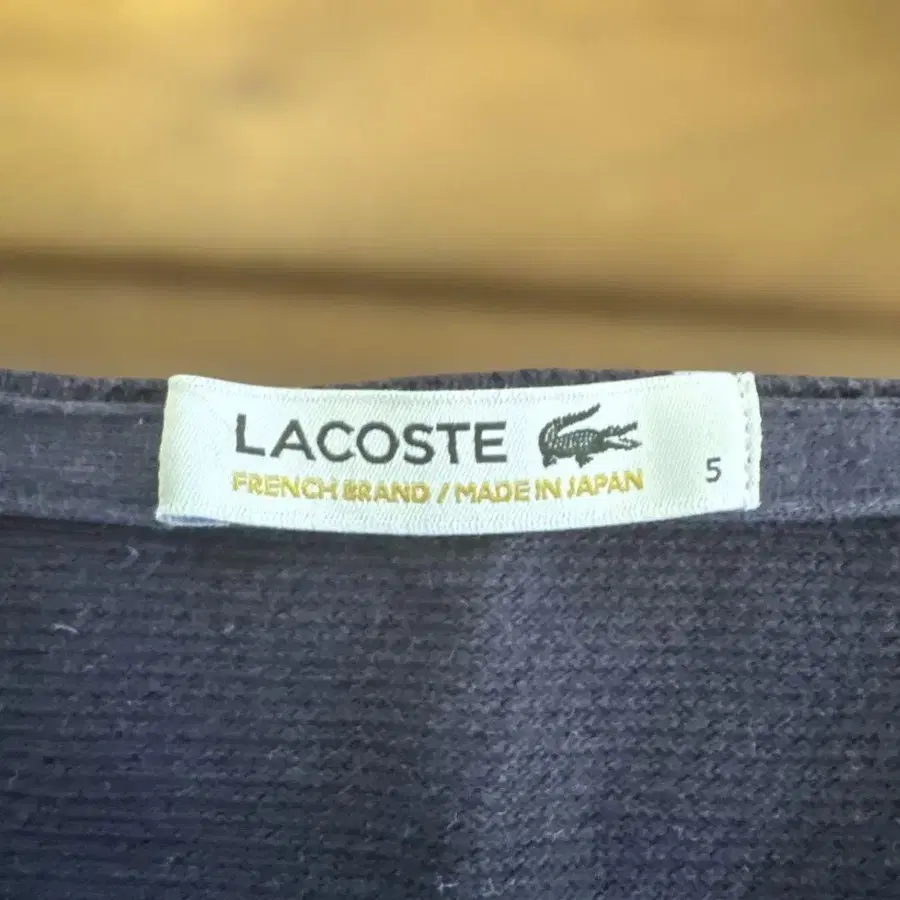 LACOSTE
FRENCH BRAND / MADE IN JAPAN
5